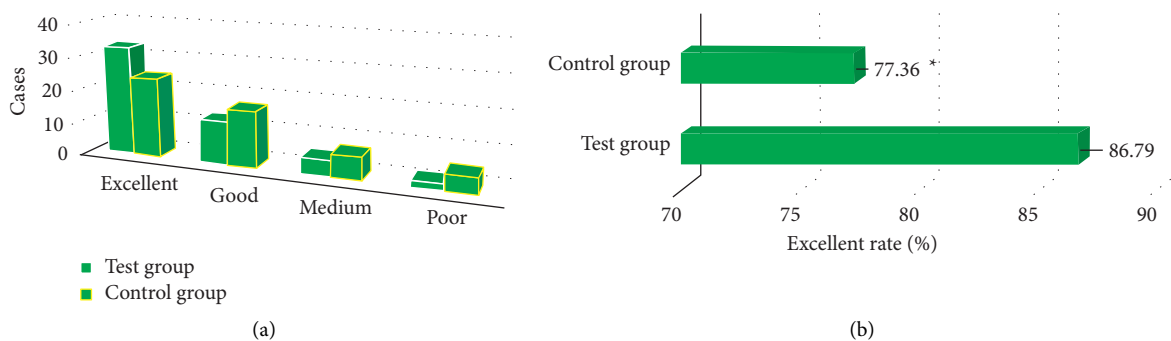 40
30
20
10
0
Cases
Excellent
Good
Medium
Poor
Test group
Control group
(a)
Control group
77.36 *
Test group
86.79
70 75 80 85 90
Excellent rate (%)
(b)